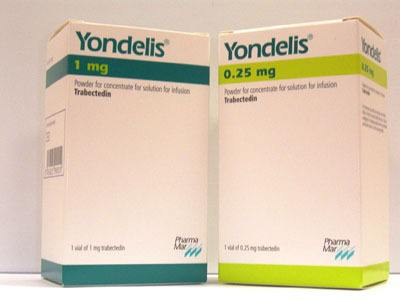 Yondelis®
1 mg
Powder for concentrate for solution for infusion
Trabectedin
1 vial of 1 mg trabectedin
Pharma
Mar
Yondelis®
0.25 mg
Powder for concentrate for solution for infusion
Trabectedin
1 vial of 0.25 mg trabectedin
Pharma
Mar
Yondelis
0.25 mg